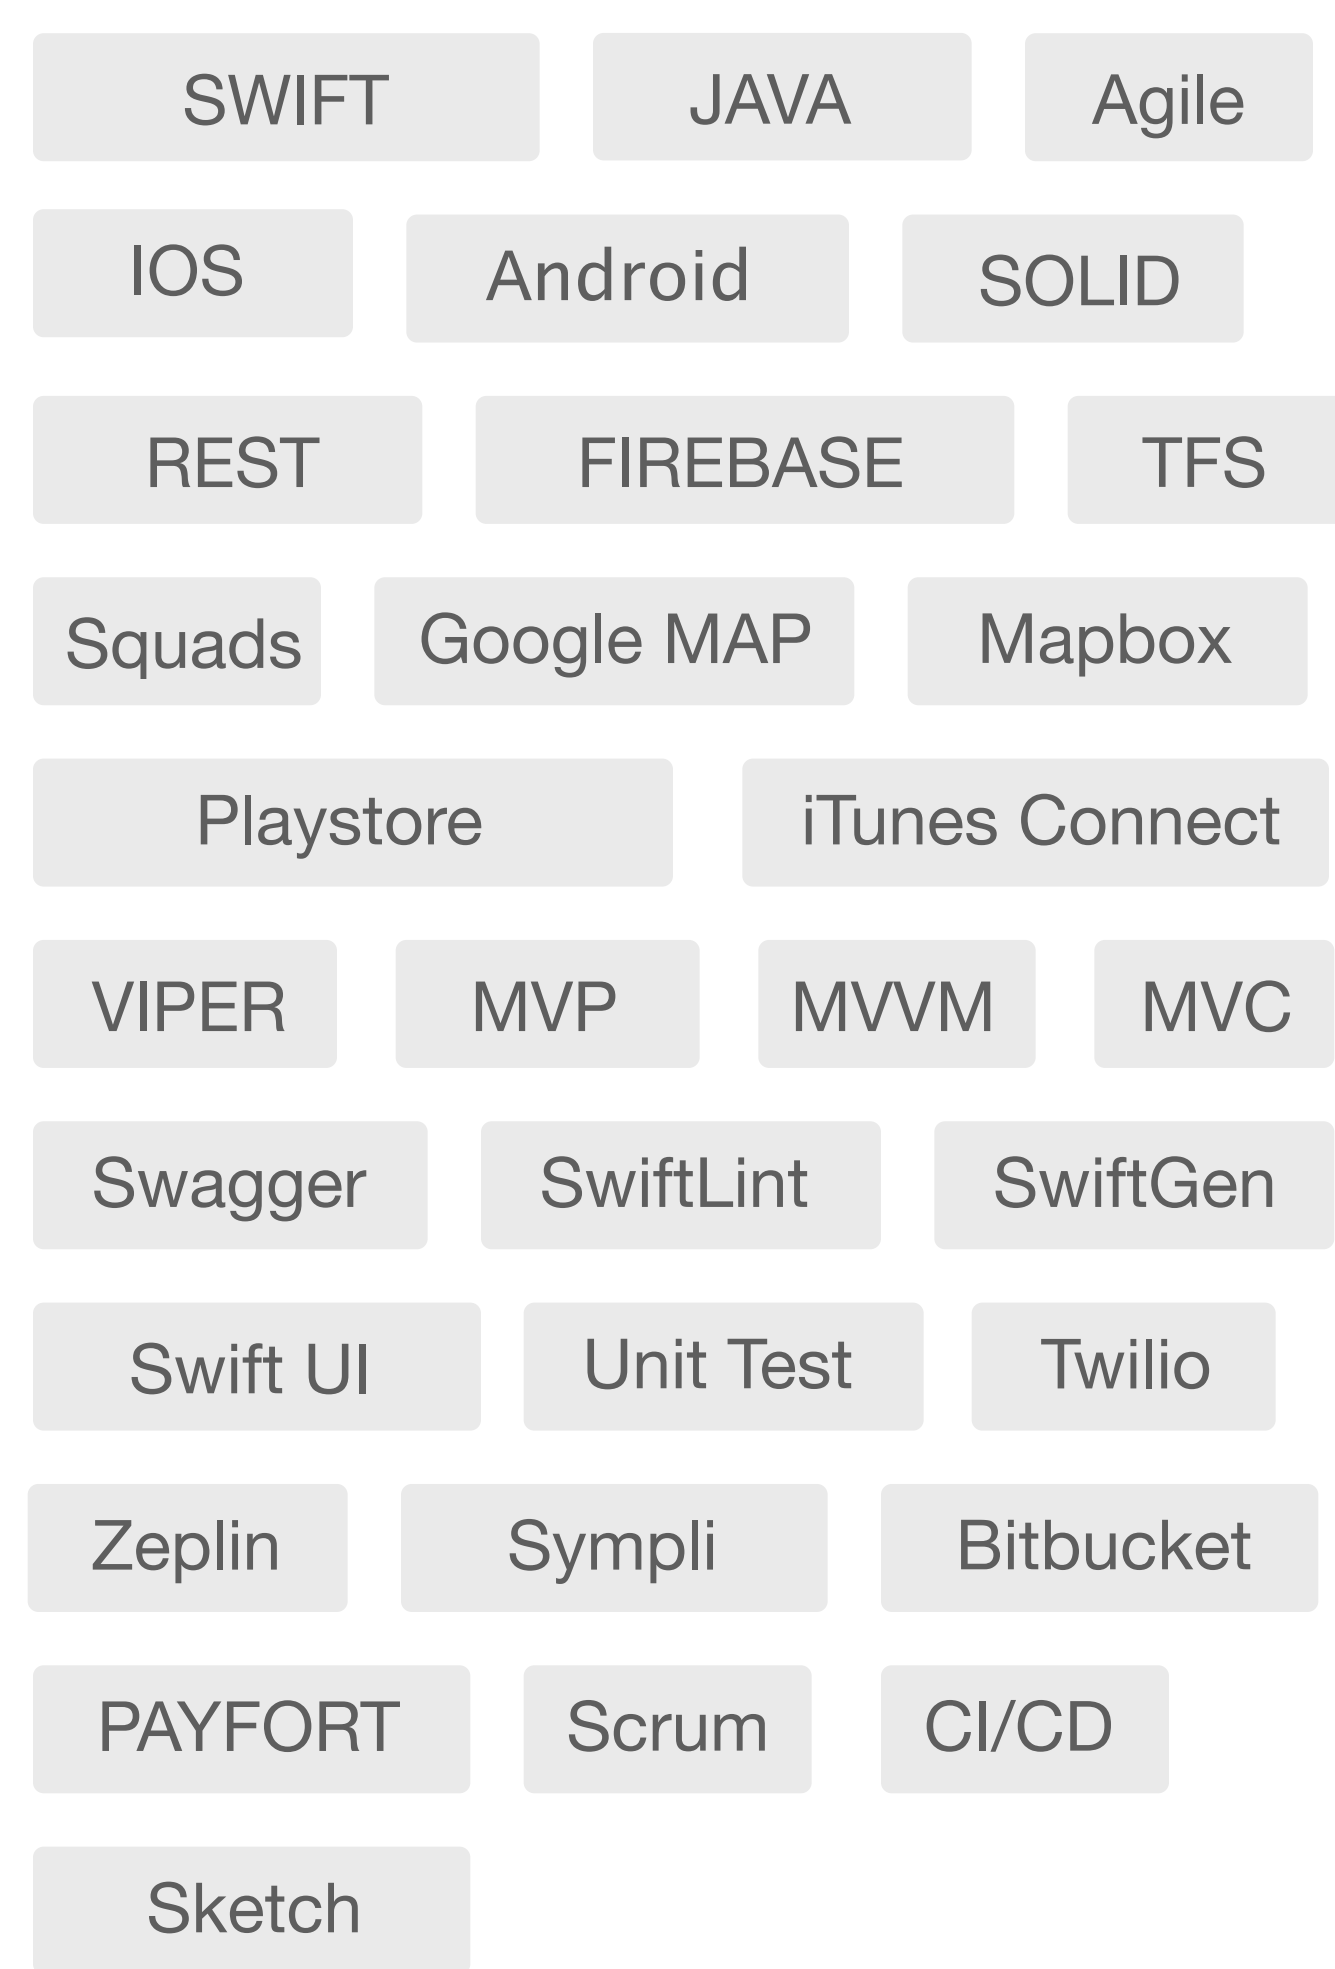 SWIFT JAVA Agile
IOS Android SOLID
REST FIREBASE TFS
Squads Google MAP Mapbox
Playstore iTunes Connect
VIPER MVP MVVM MVC
Swagger SwiftLint SwiftGen
Swift UI Unit Test Twilio
Zeplin Sympli Bitbucket
PAYFORT Scrum CI/CD
Sketch